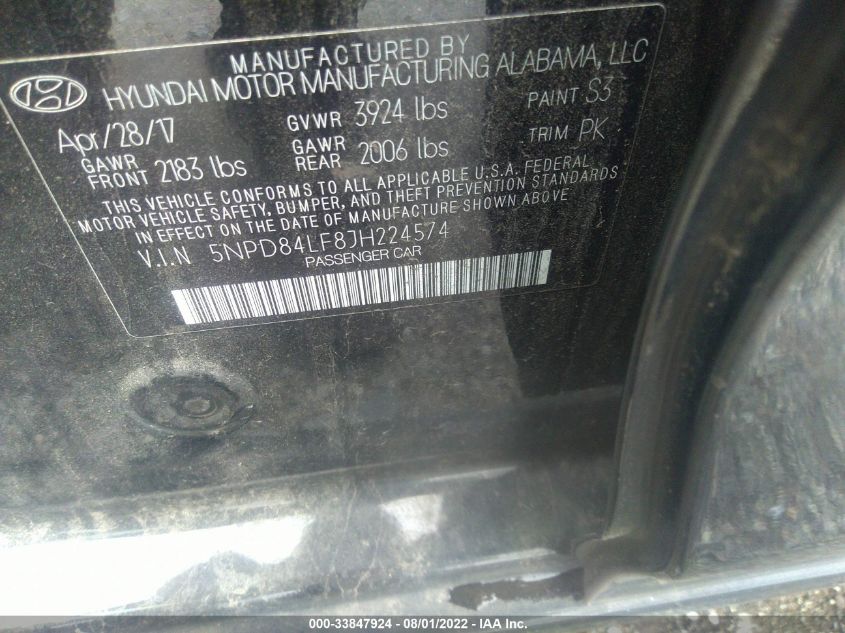 MANUFACTURED BY
HYUNDAI MOTOR MANUFACTURING ALABAMA, LLC
Apr/28/17 GVWR 3924 lbs PAINT S3
GAWR FRONT 2183 lbs GAWR REAR 2006 lbs TRIM PK
THIS VEHICLE CONFORMS TO ALL APPLICABLE U.S.A. FEDERAL
MOTOR VEHICLE SAFETY, BUMPER, AND THEFT PREVENTION STANDARDS
IN EFFECT ON THE DATE OF MANUFACTURE SHOWN ABOVE
V.I.N 5NPD84LF8JH224574
PASSENGER CAR
000-33847924 - 08/01/2022 - IAA Inc.